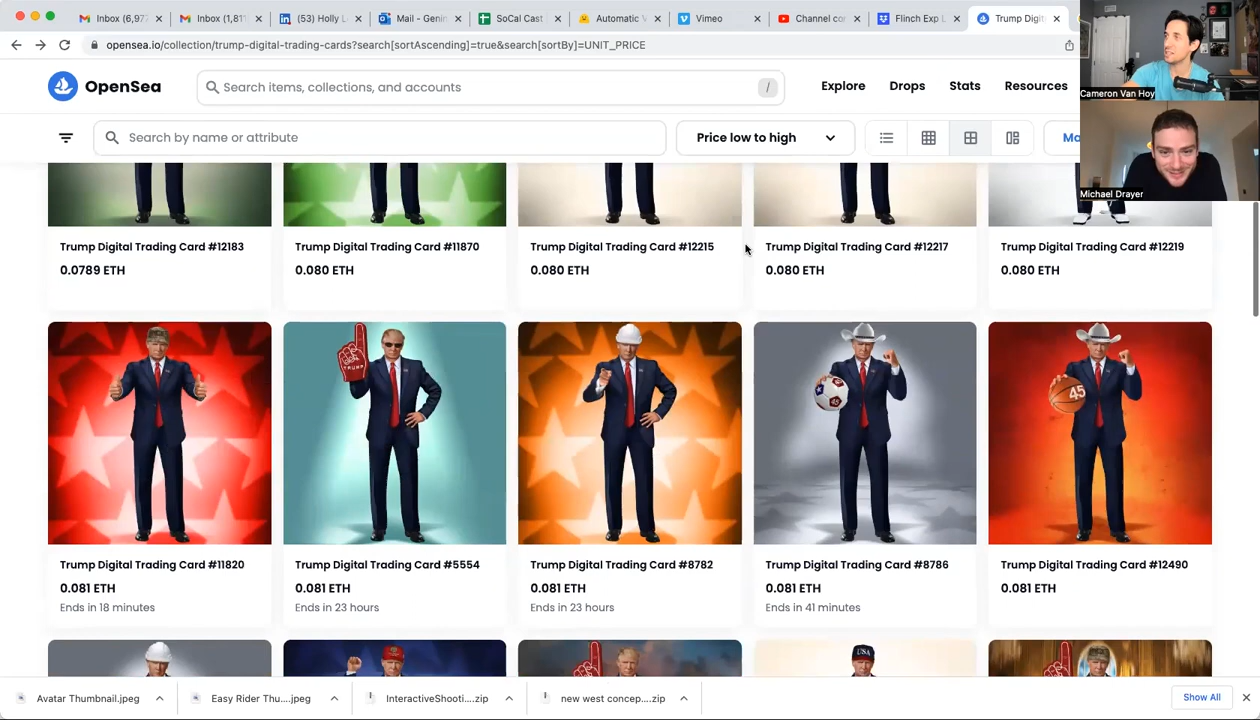 Inbox (6,97
Inbox (1,81
(53) Holly L
Mail - Genin
SoCal Cast
Automatic V
Vimeo
Channel co
Flinch Exp L
Trump Digit
opensea.io/collection/trump-digital-trading-cards?search[sortAscending]=true&search[sortBy]=UNIT_PRICE
OpenSea
Search items, collections, and accounts
/
Explore
Drops
Stats
Resources
Cameron Van Hoy
Search by name or attribute
Price low to high
Mo
Michael Drayer
Trump Digital Trading Card #12183
0.0789 ETH
Trump Digital Trading Card #11870
0.080 ETH
Trump Digital Trading Card #12215
0.080 ETH
Trump Digital Trading Card #12217
0.080 ETH
Trump Digital Trading Card #12219
0.080 ETH
TRUMP
45
Trump Digital Trading Card #11820
0.081 ETH
Ends in 18 minutes
Trump Digital Trading Card #5554
0.081 ETH
Ends in 23 hours
Trump Digital Trading Card #8782
0.081 ETH
Ends in 23 hours
Trump Digital Trading Card #8786
0.081 ETH
Ends in 41 minutes
Trump Digital Trading Card #12490
0.081 ETH
USA
Avatar Thumbnail.jpeg
Easy Rider Thu....jpeg
InteractiveShooti....zip
new west concep....zip
Show All